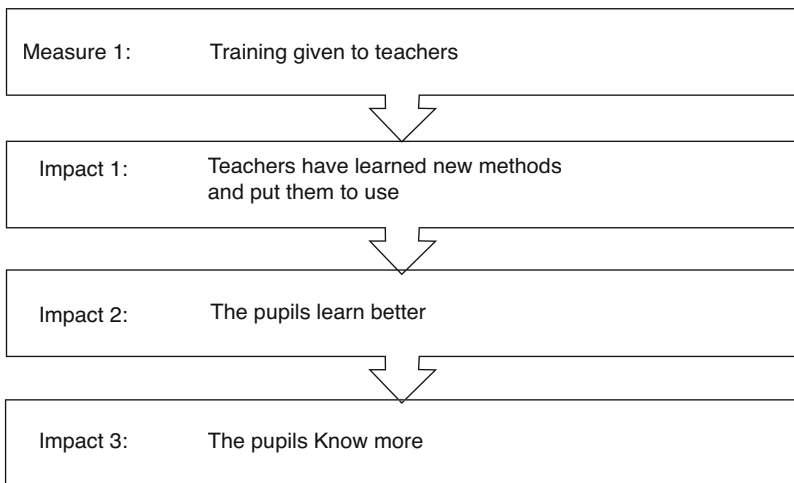 Measure 1: Training given to teachers
Impact 1: Teachers have learned new methods
and put them to use
Impact 2: The pupils learn better
Impact 3: The pupils Know more